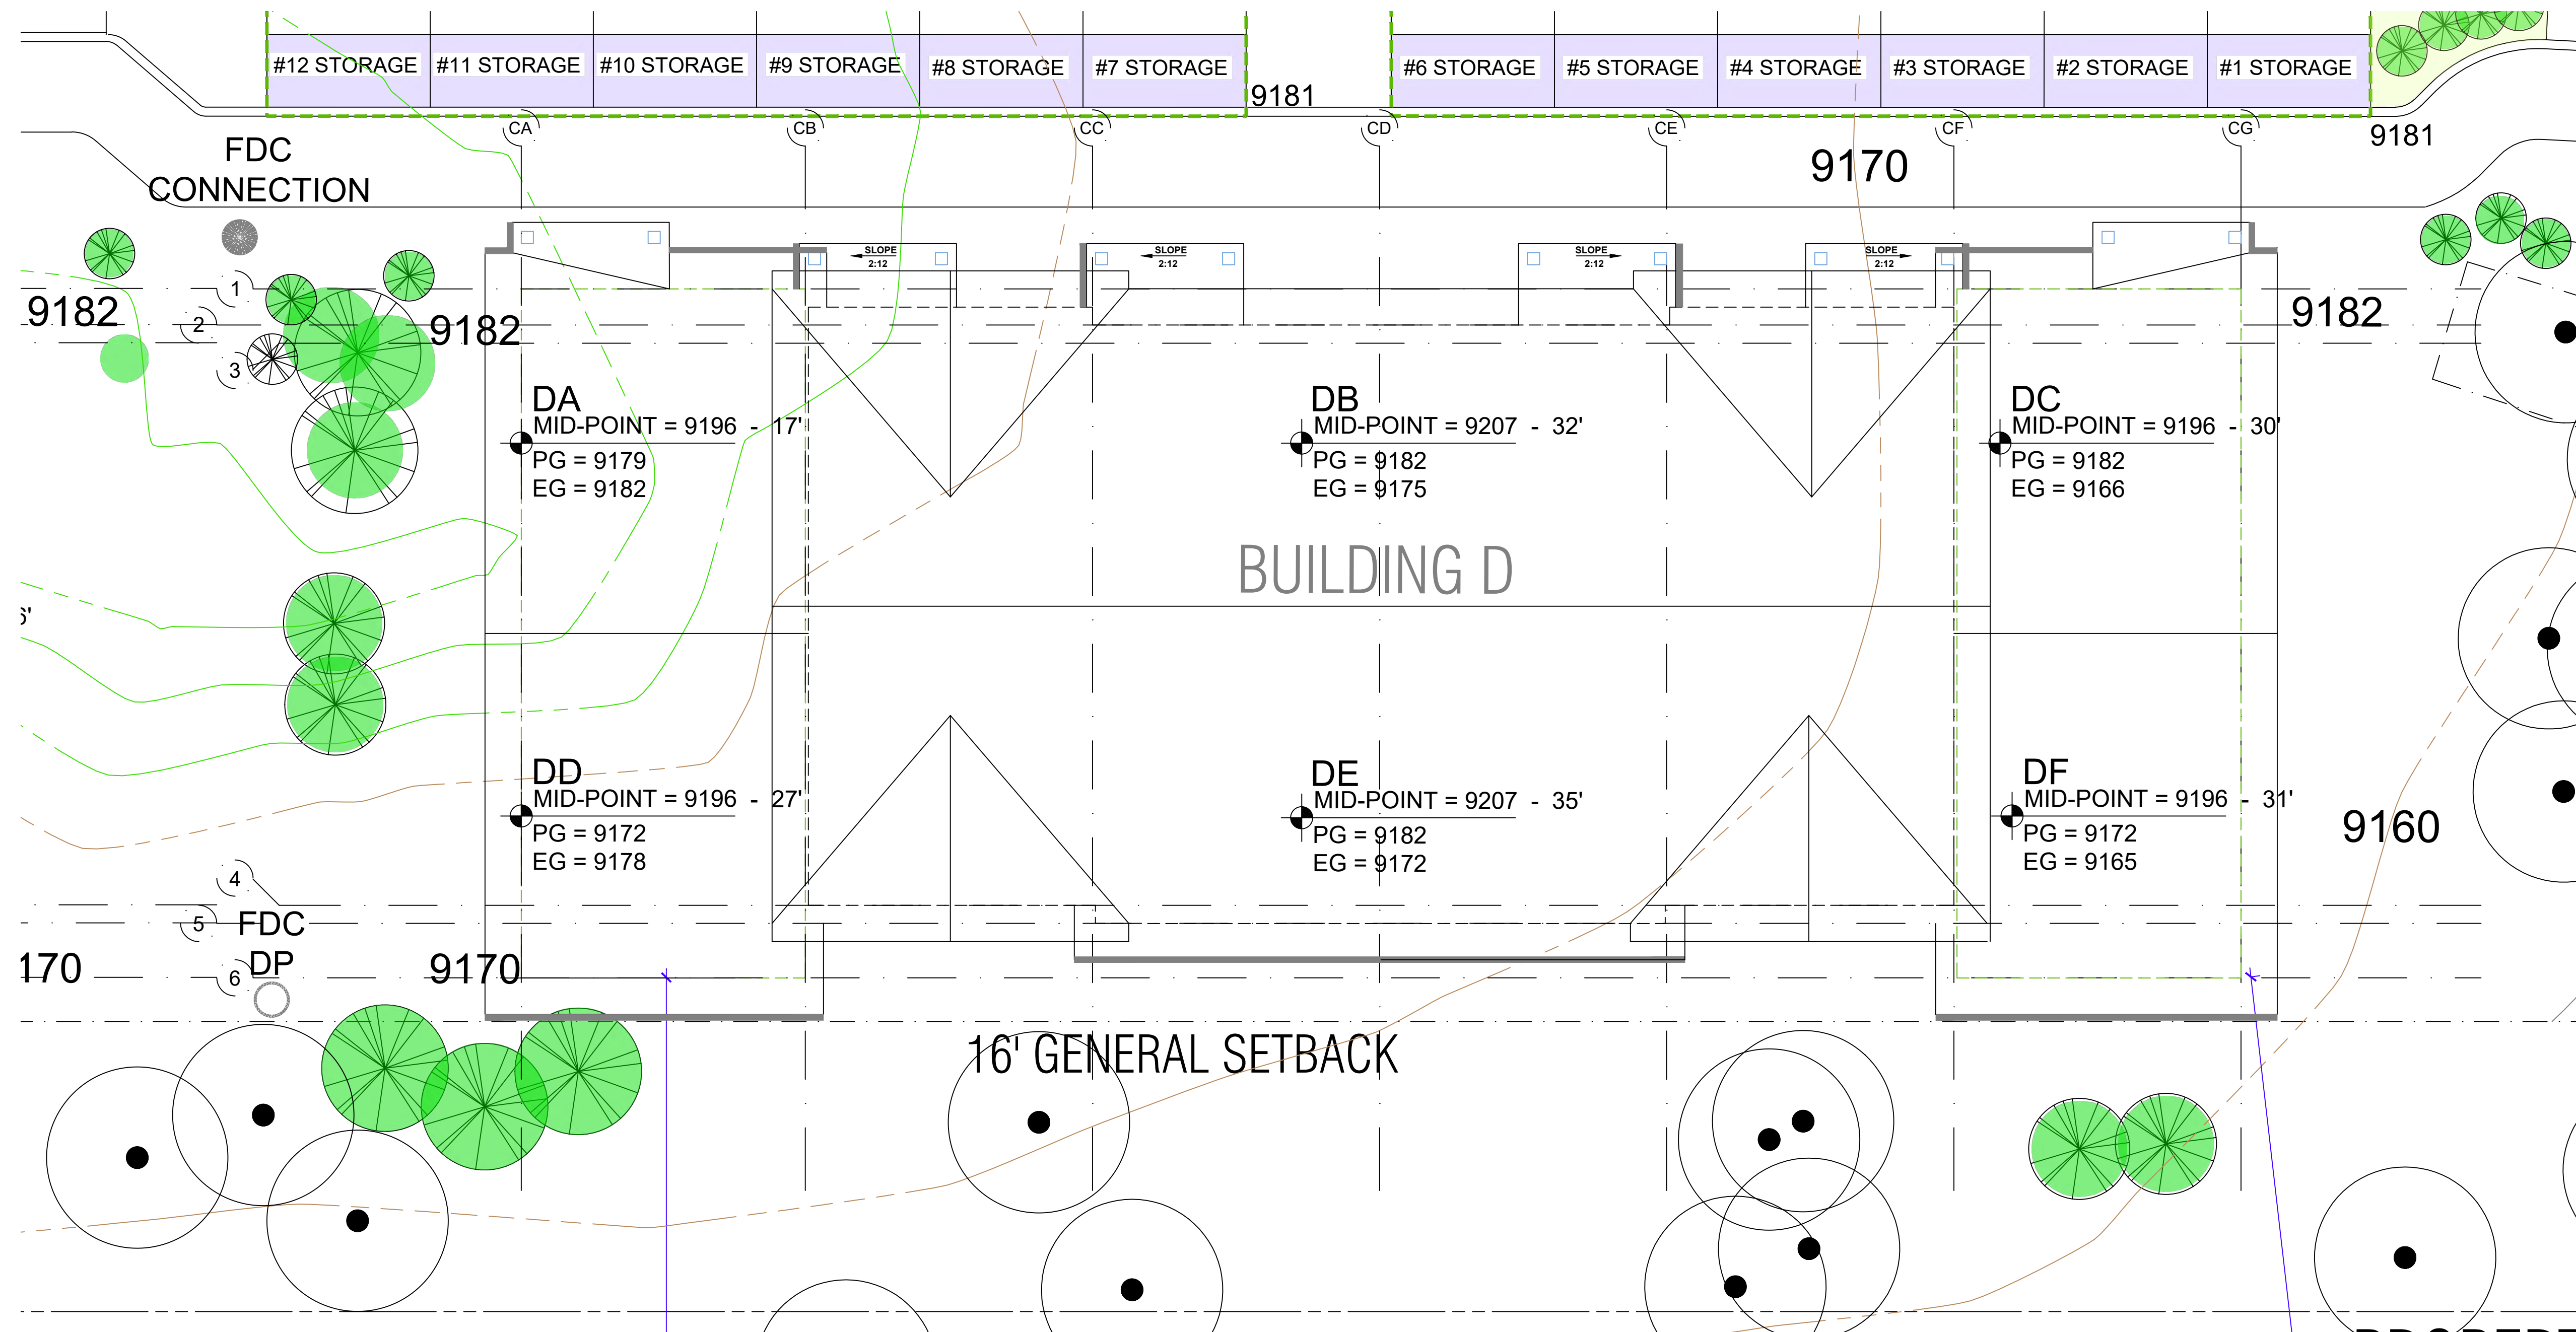 #12 STORAGE
#11 STORAGE
#10 STORAGE
#9 STORAGE
#8 STORAGE
#7 STORAGE
#6 STORAGE
#5 STORAGE
#4 STORAGE
#3 STORAGE
#2 STORAGE
#1 STORAGE
9181
9181
CA
CB
CC
CD
CE
CF
CG
FDC
CONNECTION
9170
SLOPE
2:12
SLOPE
2:12
SLOPE
2:12
SLOPE
2:12
1
2
3
9182
9182
9182
DA
MID-POINT = 9196 - 17'
PG = 9179
EG = 9182
DB
MID-POINT = 9207 - 32'
PG = 9182
EG = 9175
DC
MID-POINT = 9196 - 30'
PG = 9182
EG = 9166
BUILDING D
DD
MID-POINT = 9196 - 27'
PG = 9172
EG = 9178
DE
MID-POINT = 9207 - 35'
PG = 9182
EG = 9172
DF
MID-POINT = 9196 - 31'
PG = 9172
EG = 9165
9160
4
5
FDC
DP
6
170
9170
16' GENERAL SETBACK